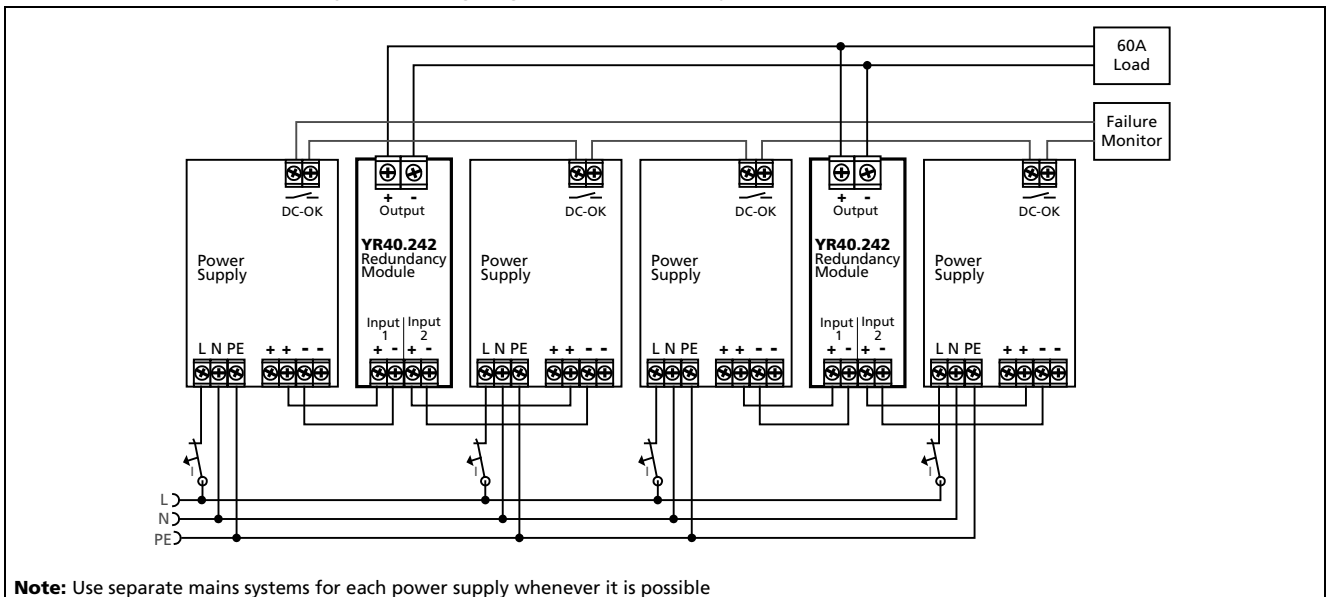 60A
Load
Failure
Monitor
DC-OK
+ -
Output
YR40.242
Redundancy
Module
Input 1 Input 2
+ - + -
Power
Supply
L N PE + + - -
DC-OK
Power
Supply
L N PE + + - -
DC-OK
Power
Supply
L N PE + + - -
+ -
Output
YR40.242
Redundancy
Module
Input 1 Input 2
+ - + -
DC-OK
Power
Supply
L N PE + + - -
I
I
I
I
L
N
PE
Note: Use separate mains systems for each power supply whenever it is possible